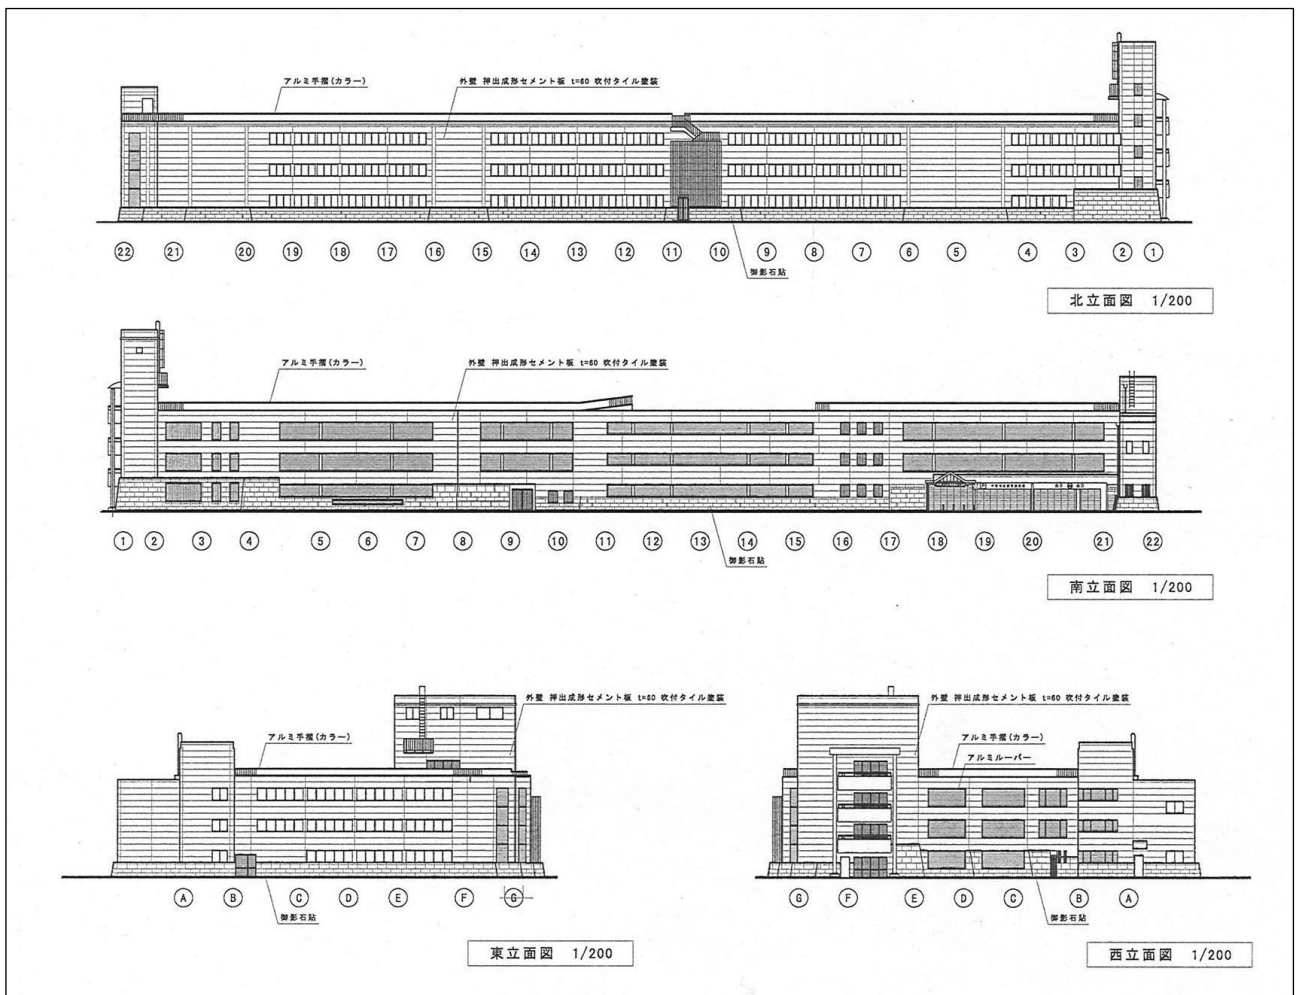 アルミ手摺(カラー)
外壁 押出成形セメント板 t=60 吹付タイル塗装
22 21 20 19 18 17 16 15 14 13 12 11 10 9 8 7 6 5 4 3 2 1
御影石貼
北立面図 1/200
アルミ手摺(カラー)
外壁 押出成形セメント板 t=60 吹付タイル塗装
1 2 3 4 5 6 7 8 9 10 11 12 13 14 15 16 17 18 19 20 21 22
御影石貼
南立面図 1/200
外壁 押出成形セメント板 t=60 吹付タイル塗装
アルミ手摺(カラー)
A B C D E F G
御影石貼
東立面図 1/200
外壁 押出成形セメント板 t=60 吹付タイル塗装
アルミ手摺(カラー)
アルミルーバー
G F E D C B A
御影石貼
西立面図 1/200